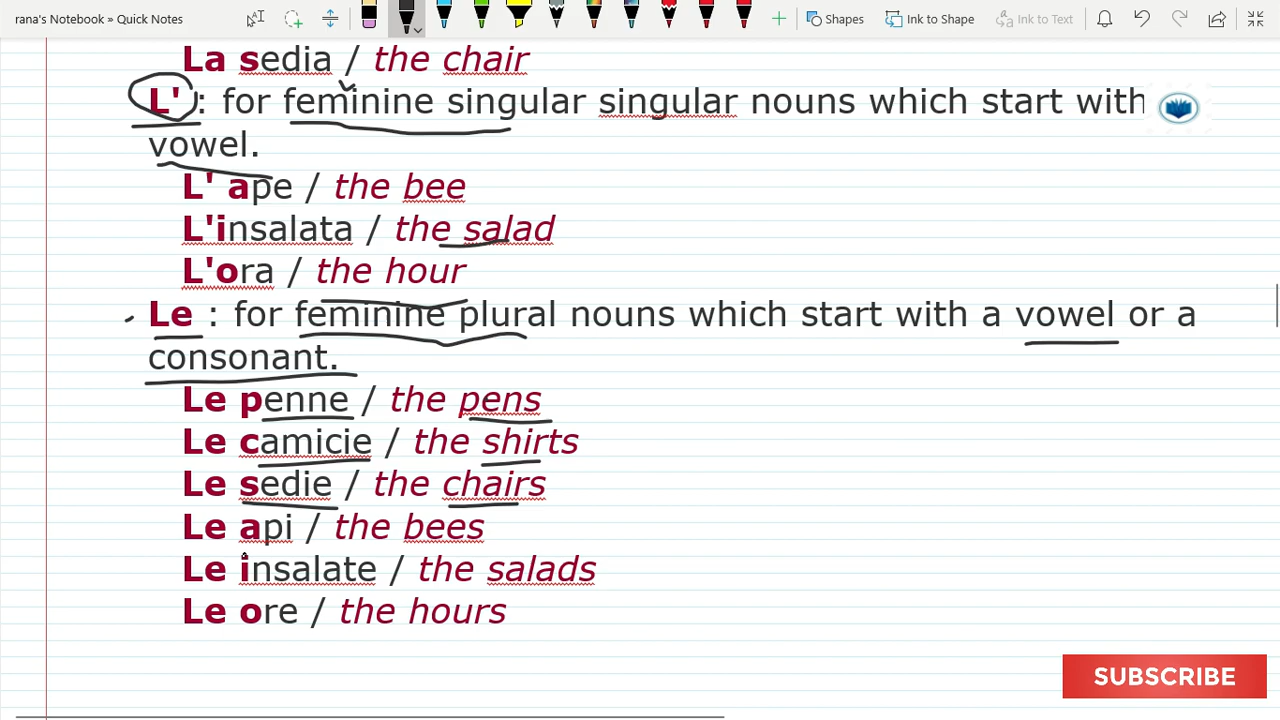 rana's Notebook » Quick Notes
Shapes
Ink to Shape
Ink to Text
La sedia / the chair
L' : for feminine singular singular nouns which start with
vowel.
L' ape / the bee
L'insalata / the salad
L'ora / the hour
Le : for feminine plural nouns which start with a vowel or a
consonant.
Le penne / the pens
Le camicie / the shirts
Le sedie / the chairs
Le api / the bees
Le insalate / the salads
Le ore / the hours
SUBSCRIBE